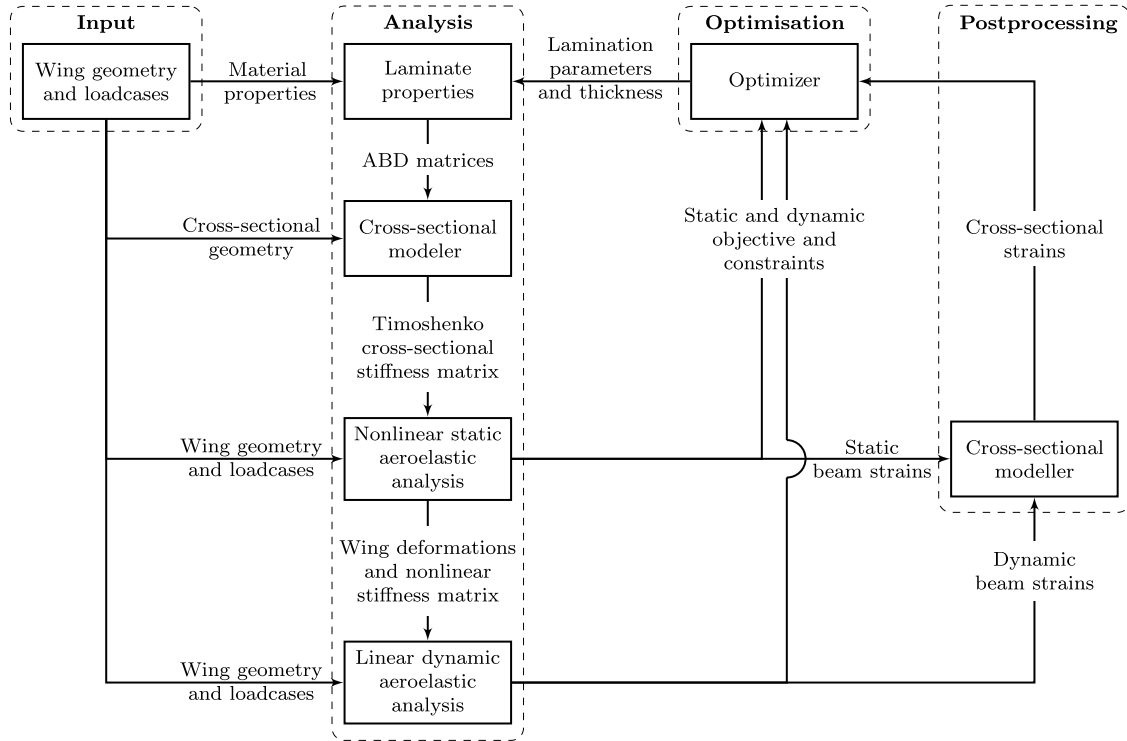 Input
Analysis
Optimisation
Postprocessing
Wing geometry
and loadcases
Material
properties
Laminate
properties
Lamination
parameters
and thickness
Optimizer
ABD matrices
Cross-sectional
geometry
Cross-sectional
modeler
Static and dynamic
objective and
constraints
Cross-sectional
strains
Timoshenko
cross-sectional
stiffness matrix
Wing geometry
and loadcases
Nonlinear static
aeroelastic
analysis
Static
beam strains
Cross-sectional
modeller
Wing deformations
and nonlinear
stiffness matrix
Dynamic
beam strains
Wing geometry
and loadcases
Linear dynamic
aeroelastic
analysis